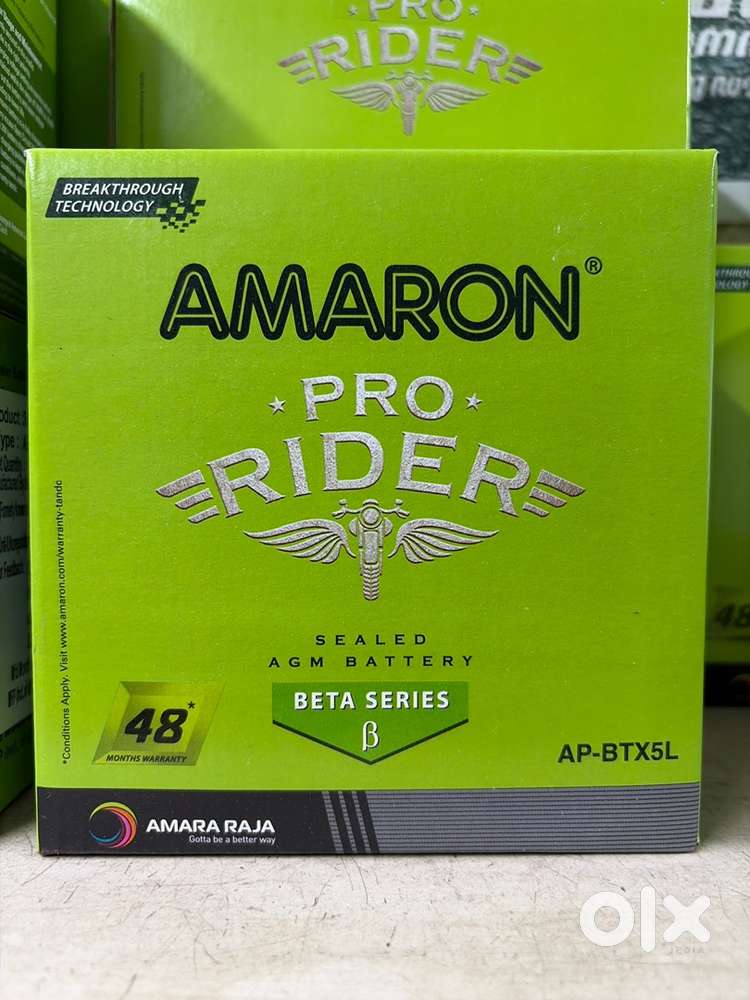 PRO
RIDER
BREAKTHROUGH
TECHNOLOGY
AMARON®
PRO
RIDER
SEALED
AGM BATTERY
BETA SERIES
β
48*
MONTHS WARRANTY
AP-BTX5L
*Conditions Apply. Visit www.amaron.com/warranty-tandc
AMARA RAJA
Gotta be a better way
48
olx